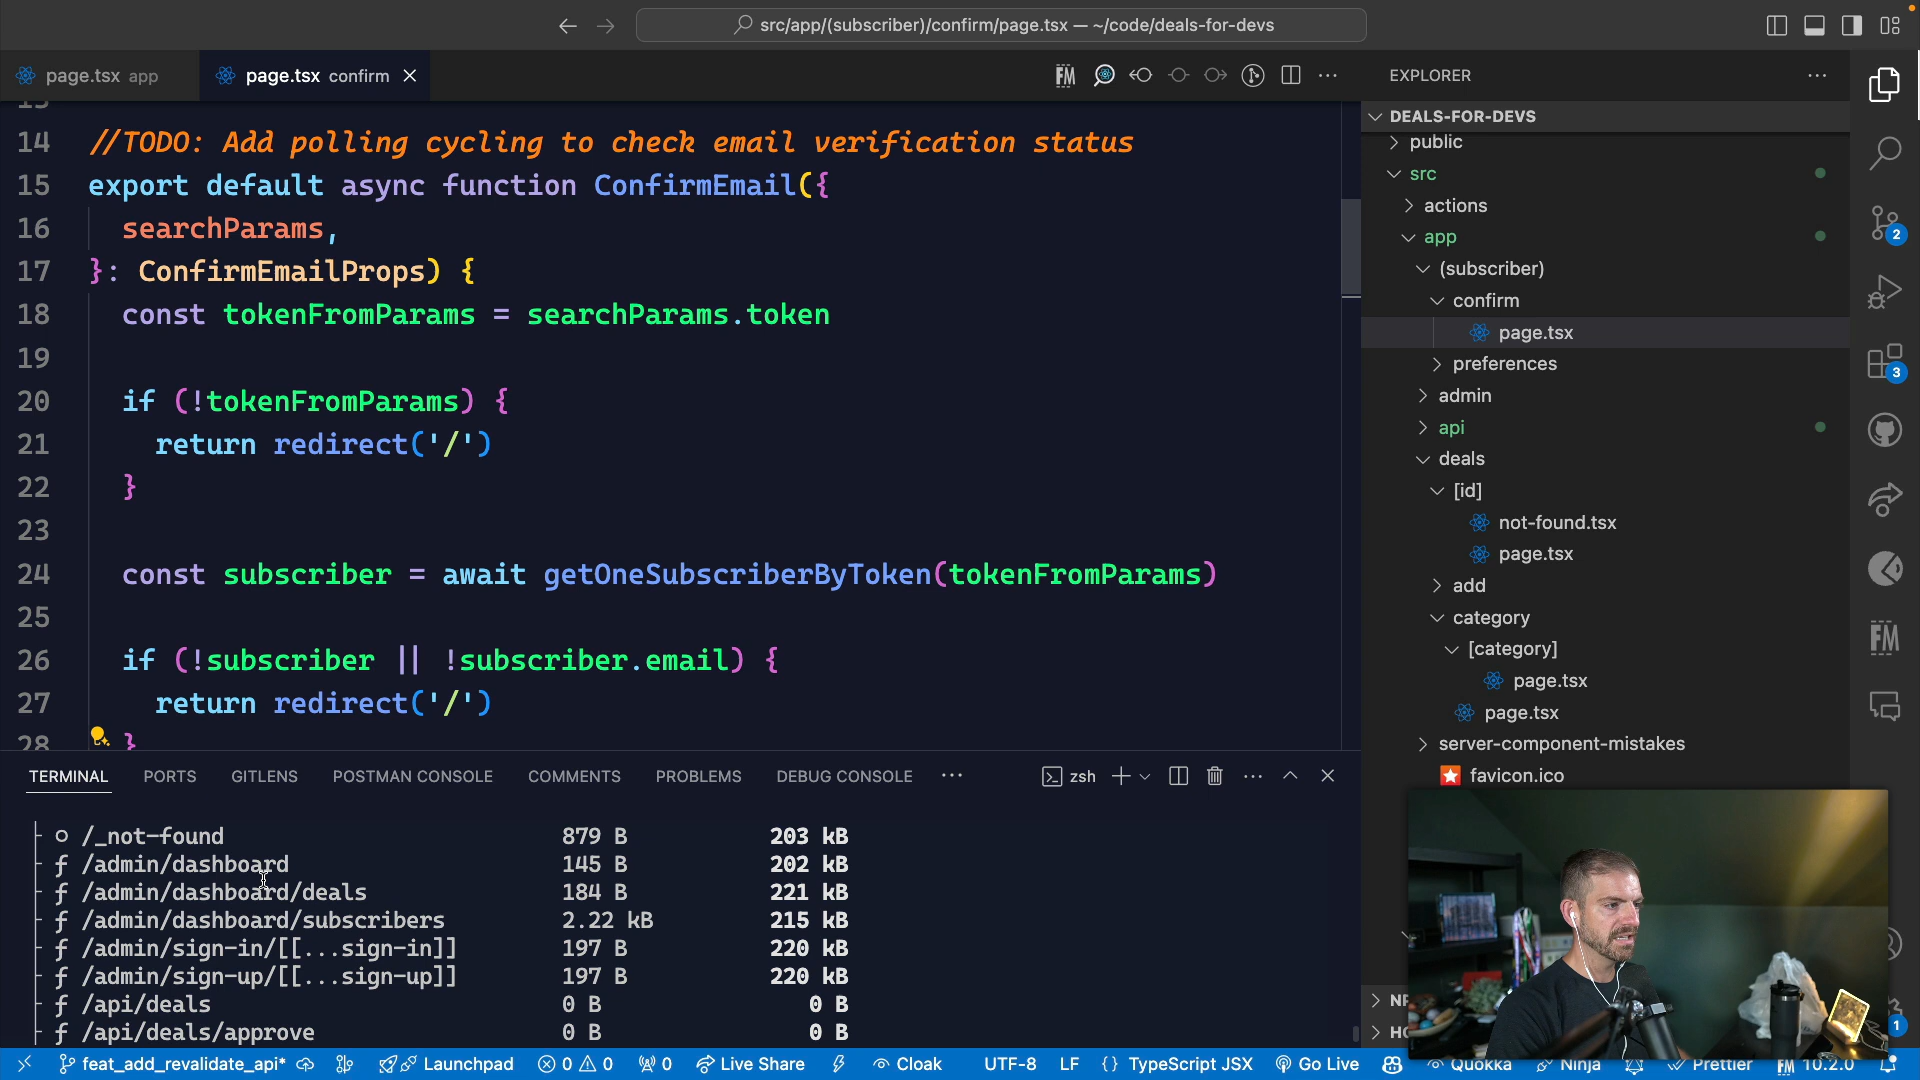 src/app/(subscriber)/confirm/page.tsx — ~/code/deals-for-devs
page.tsx app
page.tsx confirm
EXPLORER
DEALS-FOR-DEVS
public
src
actions
app
(subscriber)
confirm
page.tsx
preferences
admin
api
deals
[id]
not-found.tsx
page.tsx
add
category
[category]
page.tsx
page.tsx
server-component-mistakes
favicon.ico
2
3
FM
1
14 //TODO: Add polling cycling to check email verification status
15 export default async function ConfirmEmail({
16 searchParams,
17 }: ConfirmEmailProps) {
18 const tokenFromParams = searchParams.token
19
20 if (!tokenFromParams) {
21 return redirect('/')
22 }
23
24 const subscriber = await getOneSubscriberByToken(tokenFromParams)
25
26 if (!subscriber || !subscriber.email) {
27 return redirect('/')
28 }
TERMINAL PORTS GITLENS POSTMAN CONSOLE COMMENTS PROBLEMS DEBUG CONSOLE
zsh
○ /_not-found 879 B 203 kB
ƒ /admin/dashboard 145 B 202 kB
ƒ /admin/dashboard/deals 184 B 221 kB
ƒ /admin/dashboard/subscribers 2.22 kB 215 kB
ƒ /admin/sign-in/[[...sign-in]] 197 B 220 kB
ƒ /admin/sign-up/[[...sign-up]] 197 B 220 kB
ƒ /api/deals 0 B 0 B
ƒ /api/deals/approve 0 B 0 B
feat_add_revalidate_api* Launchpad 0 0 0 Live Share Cloak UTF-8 LF {} TypeScript JSX Go Live Quokka Ninja Prettier FM 10.2.0